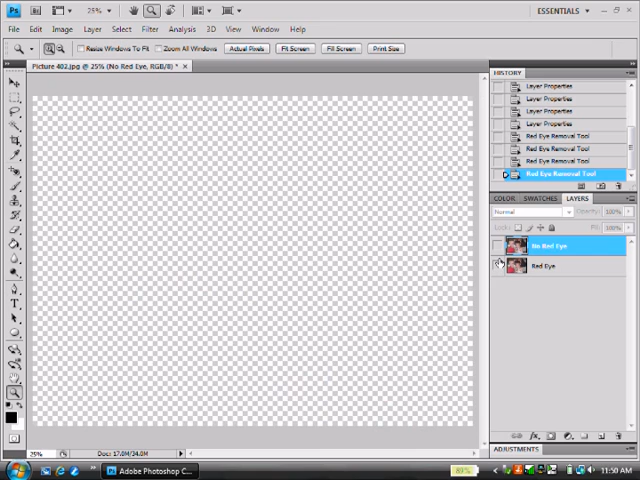 Ps
25%
ESSENTIALS
File Edit Image Layer Select Filter Analysis 3D View Window Help
Resize Windows To Fit Zoom All Windows Actual Pixels Fit Screen Fill Screen Print Size
Picture 402.jpg @ 25% (No Red Eye, RGB/8) *
HISTORY
Layer Properties
Layer Properties
Layer Properties
Layer Properties
Red Eye Removal Tool
Red Eye Removal Tool
Red Eye Removal Tool
Red Eye Removal Tool
COLOR SWATCHES LAYERS
Normal Opacity: 100%
Lock: Fill: 100%
No Red Eye
Red Eye
ADJUSTMENTS
25% Doc: 17.0M/34.0M
Adobe Photoshop C...
11:50 AM